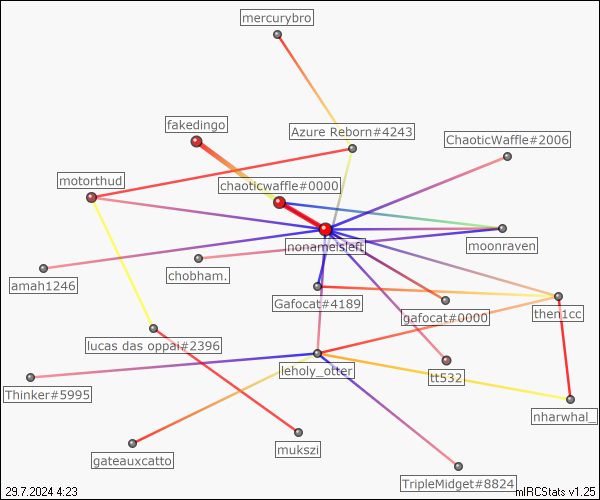 mercurybro
fakedingo
Azure Reborn#4243
ChaoticWaffle#2006
motorthud
chaoticwaffle#0000
nonameisleft
moonraven
amah1246
chobham.
Gafocat#4189
gafocat#0000
then1cc
lucas das oppai#2396
leholy_otter
tt532
Thinker#5995
nharwhal_
gateauxcatto
mukszi
TripleMidget#8824
29.7.2024 4:23
mIRCStats v1.25